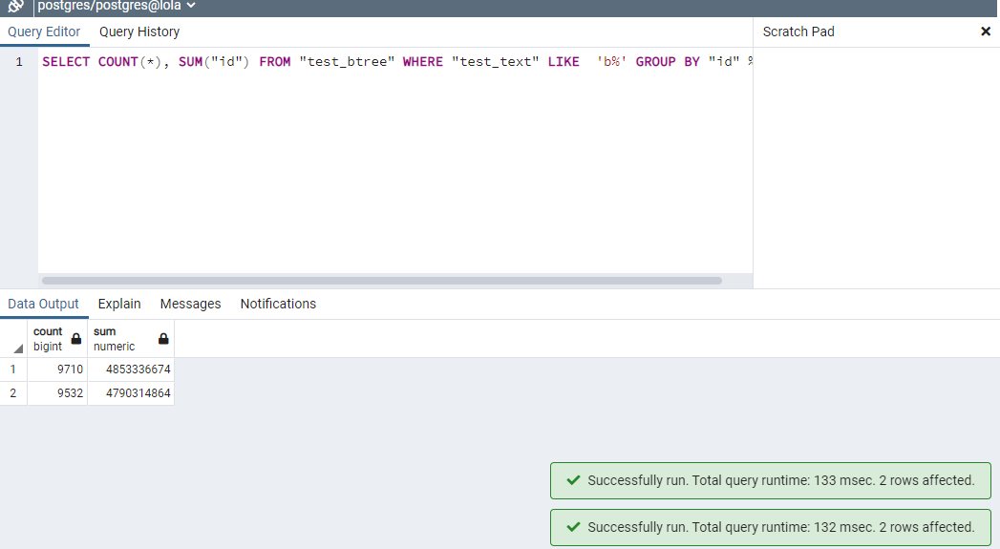 postgres/postgres@lola
Query Editor Query History Scratch Pad
1 SELECT COUNT(*), SUM("id") FROM "test_btree" WHERE "test_text" LIKE  'b%' GROUP BY "id" %
Data Output Explain Messages Notifications
count sum
bigint numeric
1 9710 4853336674
2 9532 4790314864
Successfully run. Total query runtime: 133 msec. 2 rows affected.
Successfully run. Total query runtime: 132 msec. 2 rows affected.